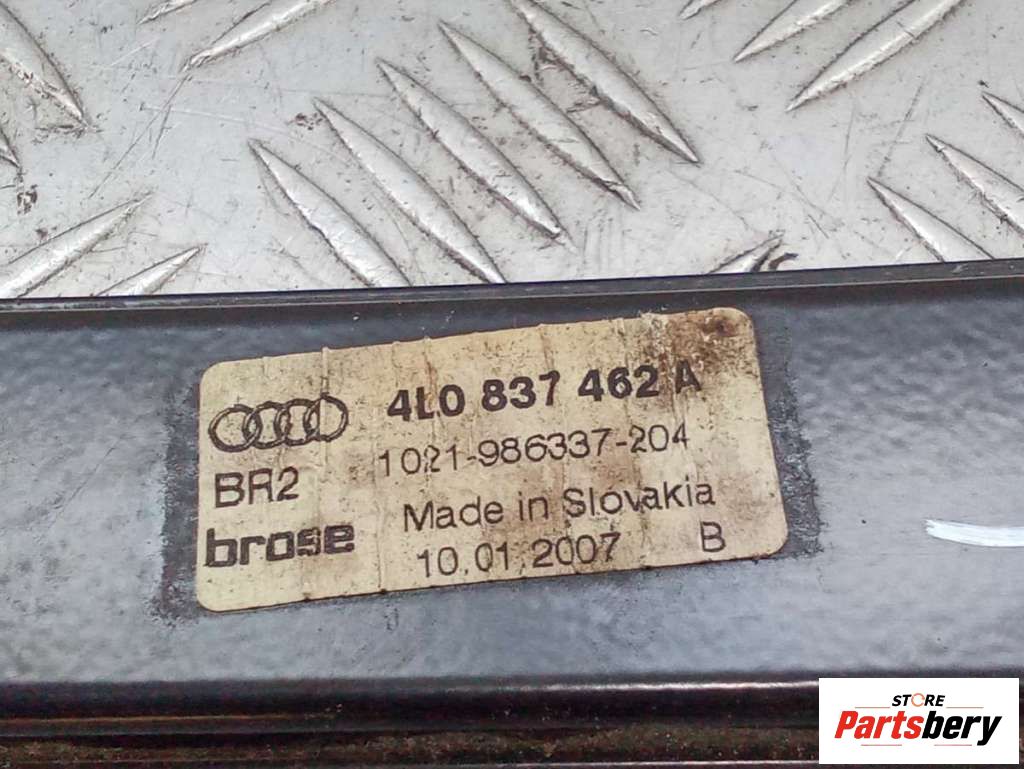 4L0 837 462 A
1021-986337-204
BR2
Made in Slovakia
brose
10.01.2007 B
STORE
Partsbery